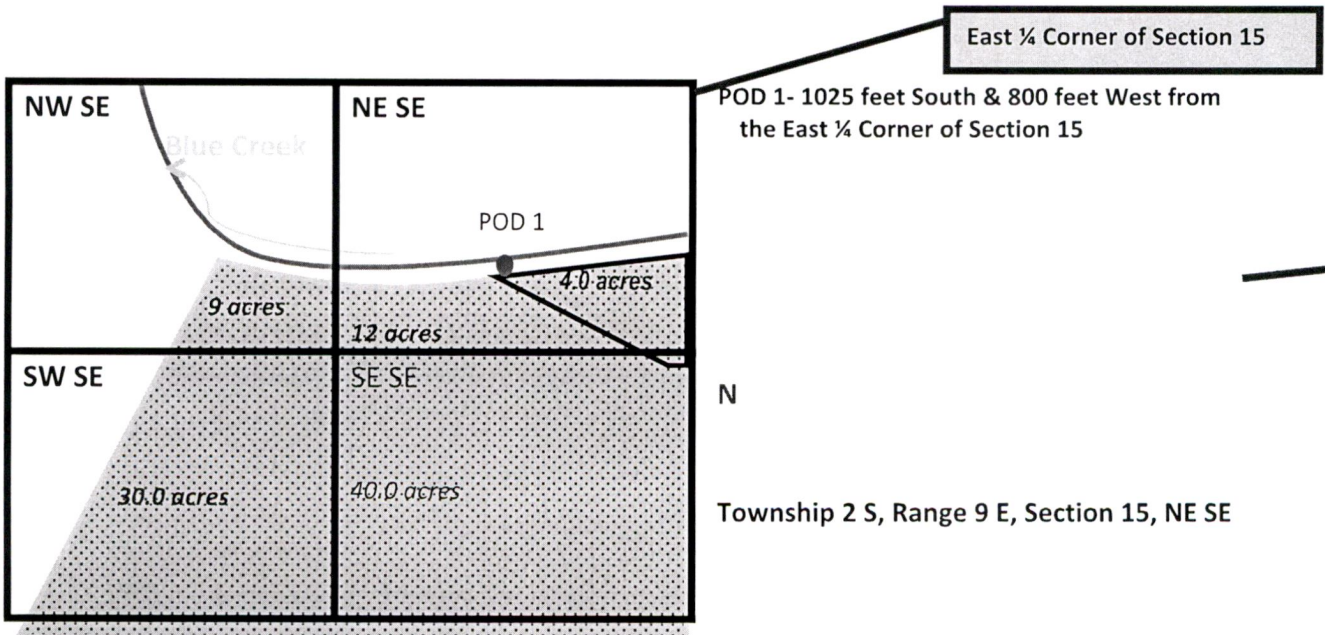 East ¼ Corner of Section 15
NW SE
NE SE
POD 1- 1025 feet South & 800 feet West from
the East ¼ Corner of Section 15
Blue Creek
POD 1
4.0 acres
9 acres
12 acres
SW SE
SE SE
N
30.0 acres
40.0 acres
Township 2 S, Range 9 E, Section 15, NE SE